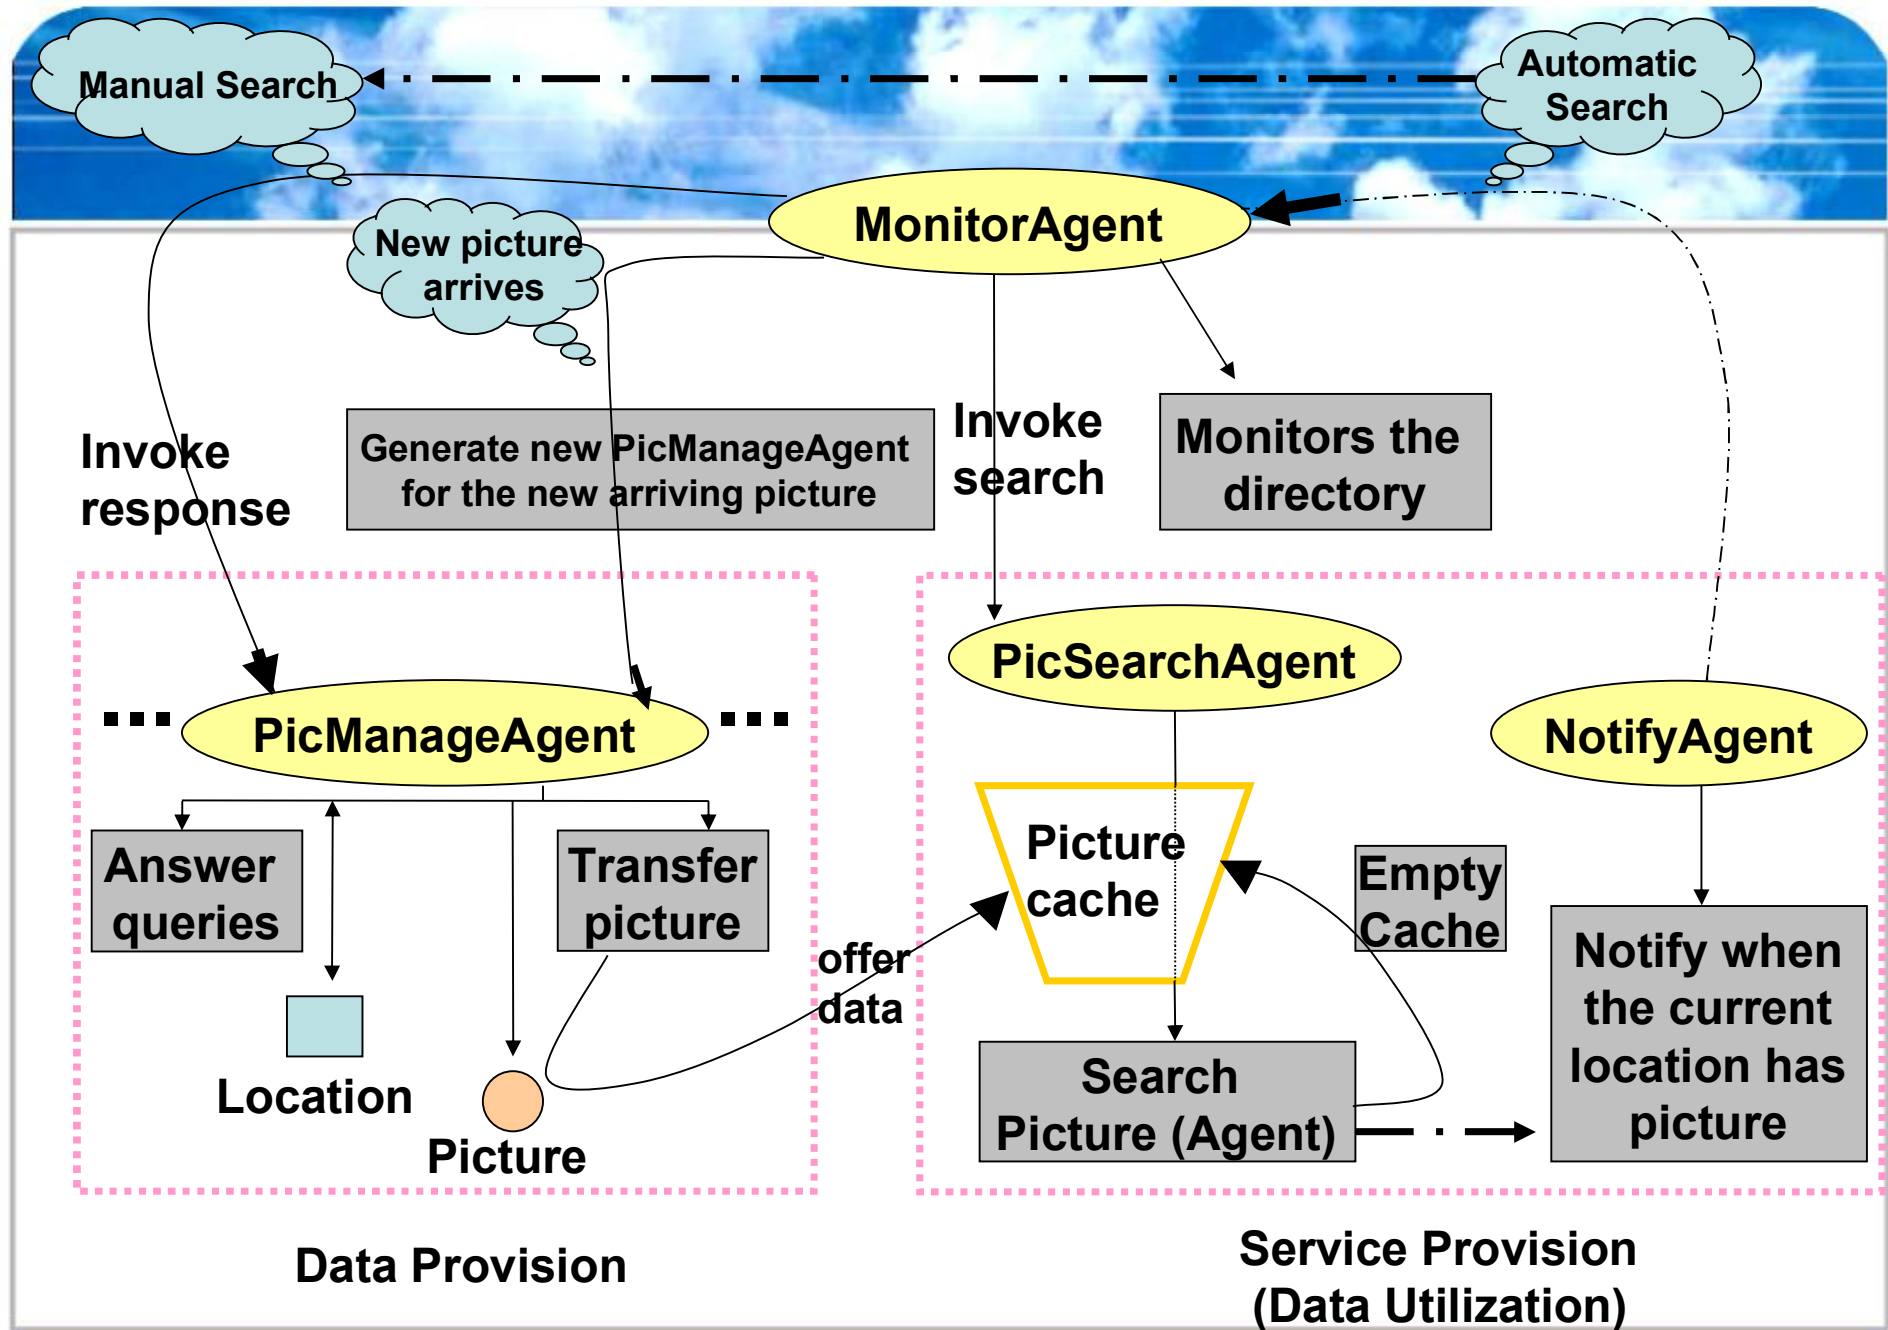 Manual Search
Automatic
Search
MonitorAgent
New picture
arrives
Invoke
response
Generate new PicManageAgent
for the new arriving picture
Invoke
search
Monitors the
directory
PicManageAgent
PicSearchAgent
NotifyAgent
Answer
queries
Transfer
picture
Location
Picture
offer
data
Picture
cache
Empty
Cache
Search
Picture (Agent)
Notify when
the current
location has
picture
Data Provision
Service Provision
(Data Utilization)